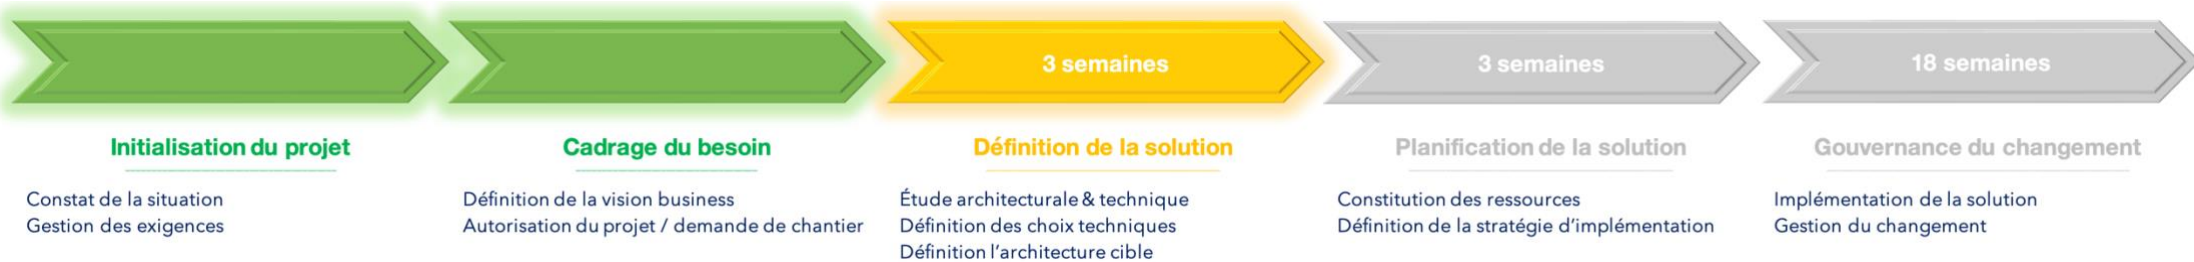 3 semaines
3 semaines
18 semaines
Initialisation du projet
Constat de la situation
Gestion des exigences
Cadrage du besoin
Définition de la vision business
Autorisation du projet / demande de chantier
Définition de la solution
Étude architecturale & technique
Définition des choix techniques
Définition l'architecture cible
Planification de la solution
Constitution des ressources
Définition de la stratégie d'implémentation
Gouvernance du changement
Implémentation de la solution
Gestion du changement